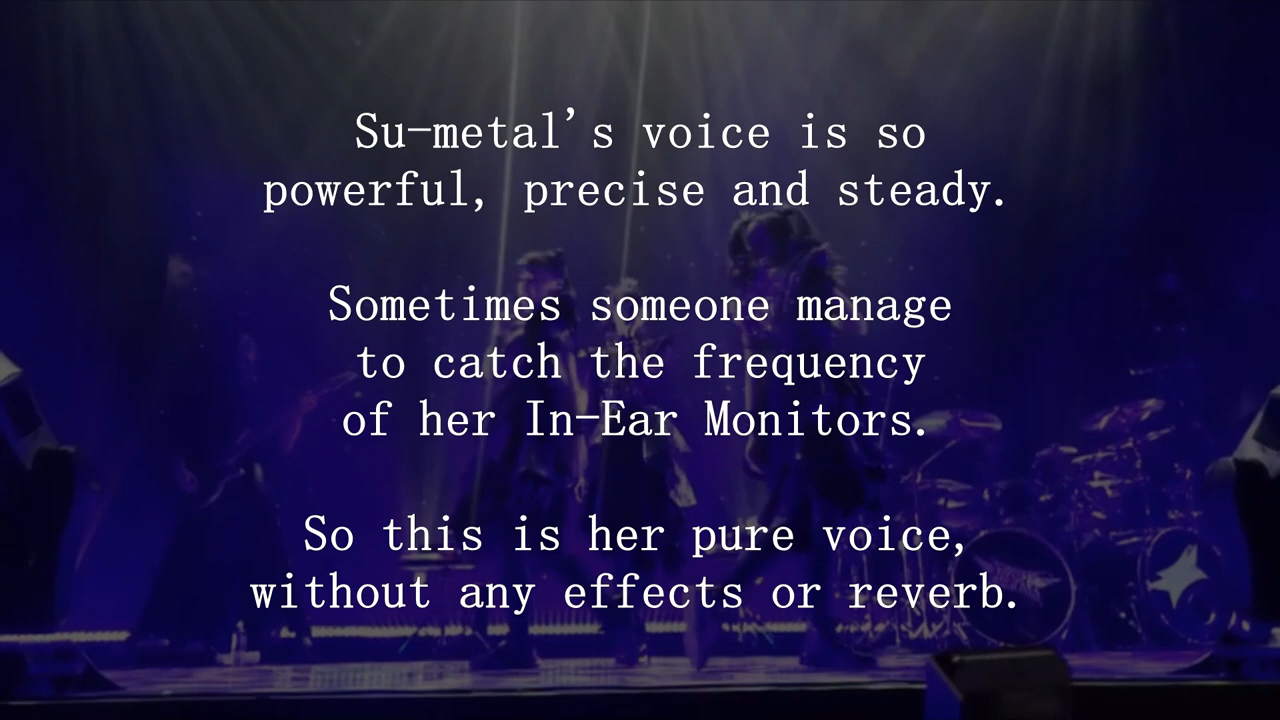 Su-metal's voice is so
powerful, precise and steady.
Sometimes someone manage
to catch the frequency
of her In-Ear Monitors.
So this is her pure voice,
without any effects or reverb.